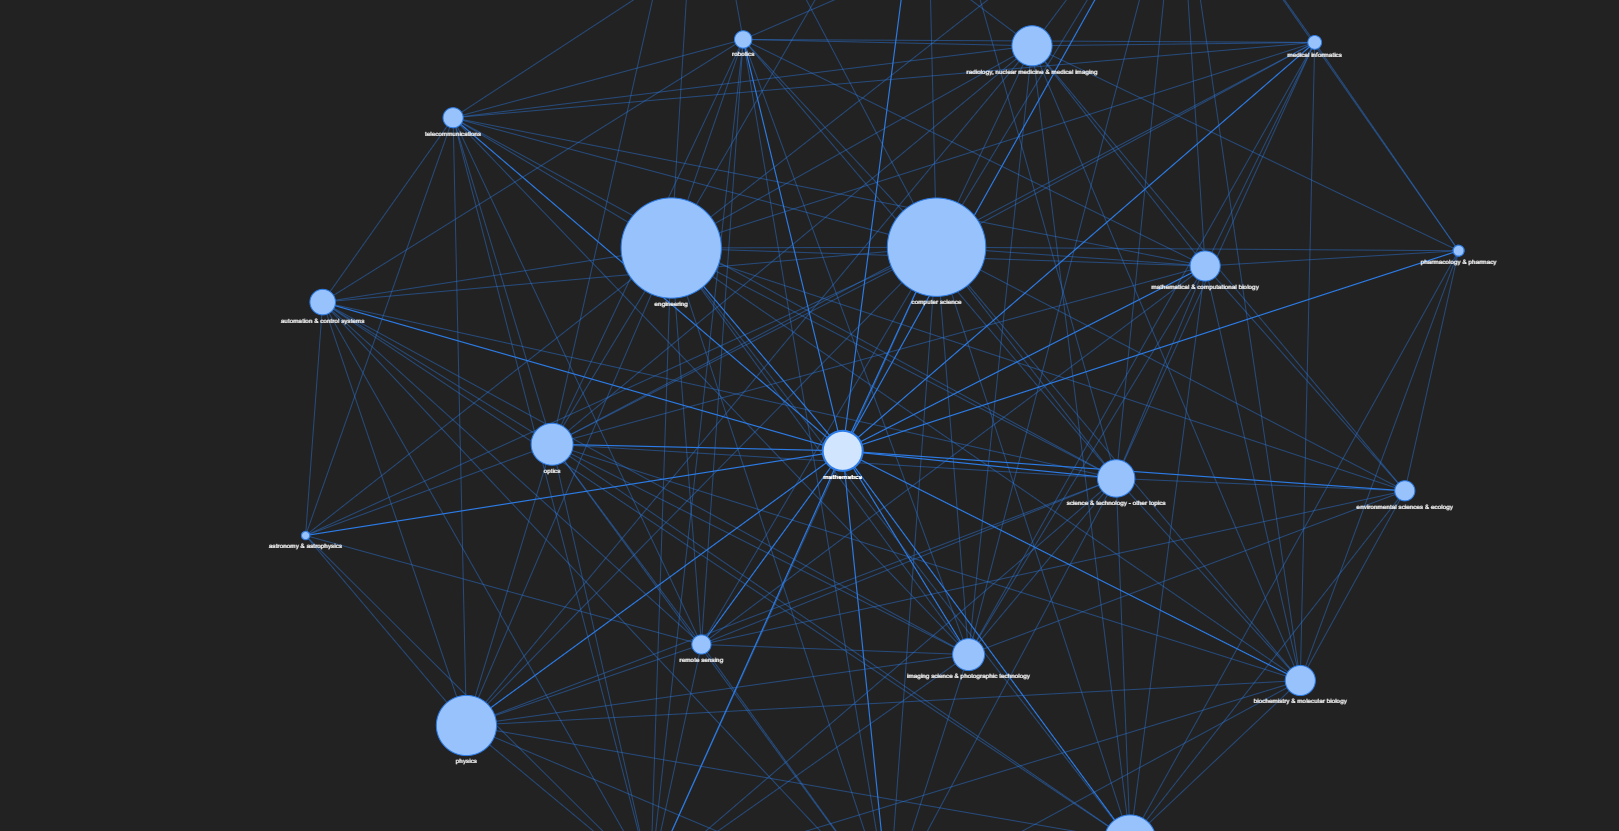 robotics
radiology, nuclear medicine & medical imaging
medical informatics
telecommunications
pharmacology & pharmacy
mathematical & computational biology
engineering
computer science
automation & control systems
optics
mathematics
science & technology - other topics
environmental sciences & ecology
astronomy & astrophysics
remote sensing
imaging science & photographic technology
biochemistry & molecular biology
physics